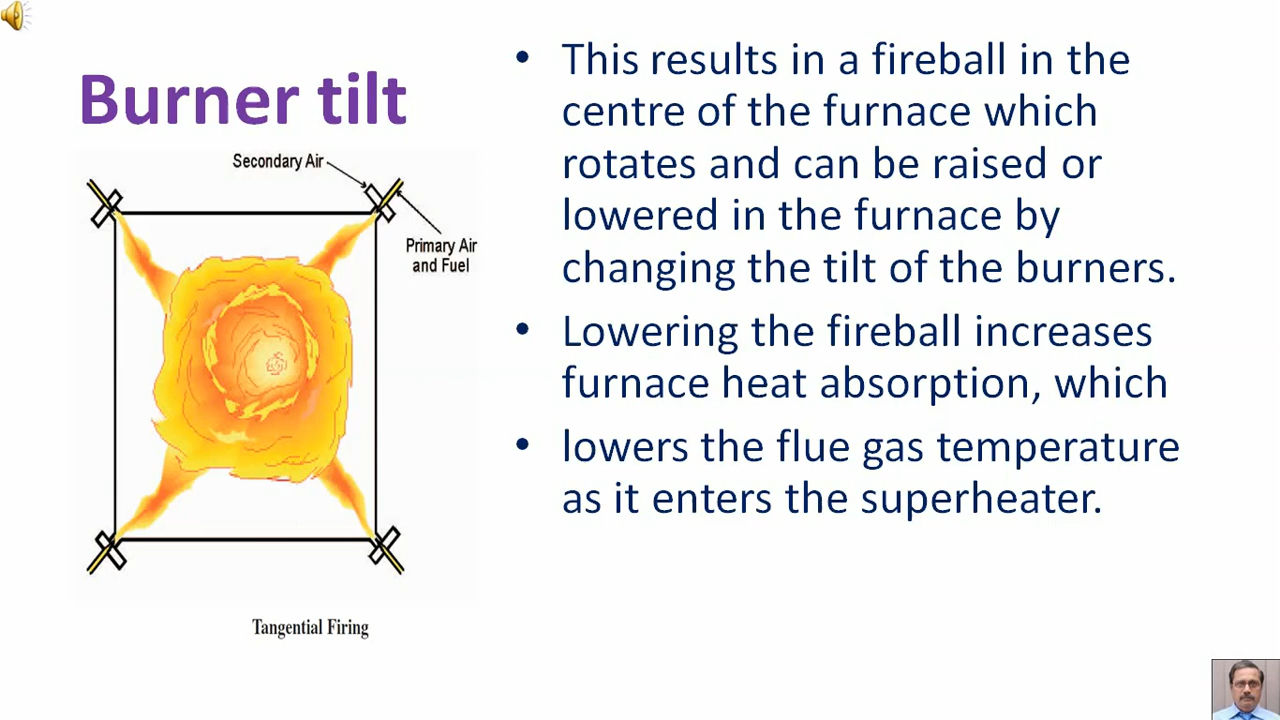 Burner tilt
Secondary Air
Primary Air
and Fuel
Tangential Firing
• This results in a fireball in the
centre of the furnace which
rotates and can be raised or
lowered in the furnace by
changing the tilt of the burners.
• Lowering the fireball increases
furnace heat absorption, which
• lowers the flue gas temperature
as it enters the superheater.